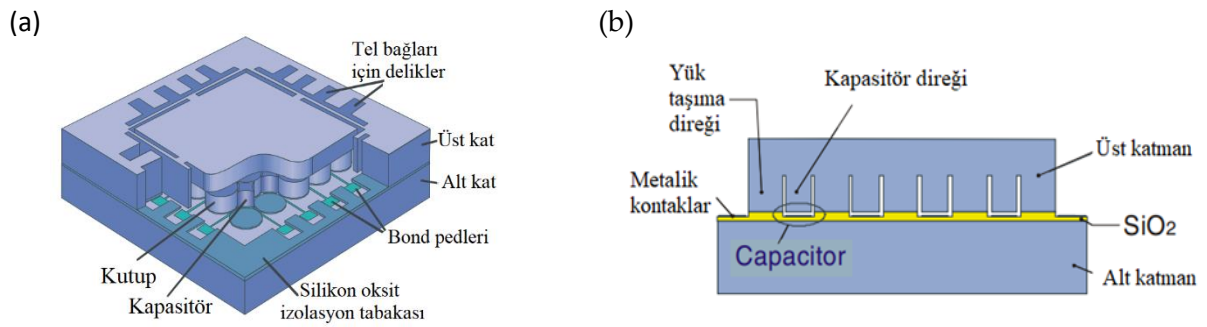 (a)
Tel bağları
için delikler
Üst kat
Alt kat
Bond pedleri
Kutup
Kapasitör
Silikon oksit
izolasyon tabakası
(b)
Yük
taşıma
direği
Kapasitör direği
Üst katman
Metalik
kontaklar
SiO₂
Capacitor
Alt katman